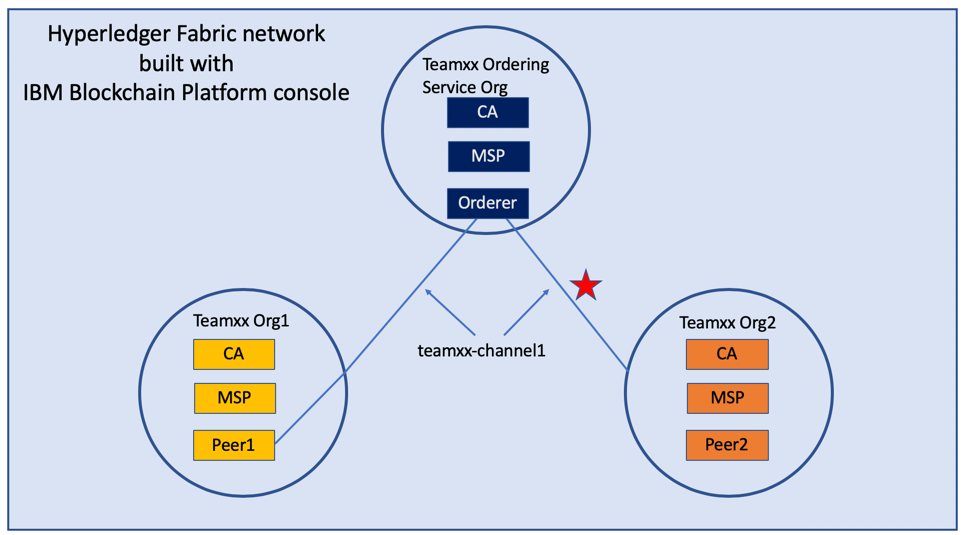 Hyperledger Fabric network
built with
IBM Blockchain Platform console
Teamxx Ordering
Service Org
CA
MSP
Orderer
Teamxx Org1
CA
MSP
Peer1
teamxx-channel1
Teamxx Org2
CA
MSP
Peer2